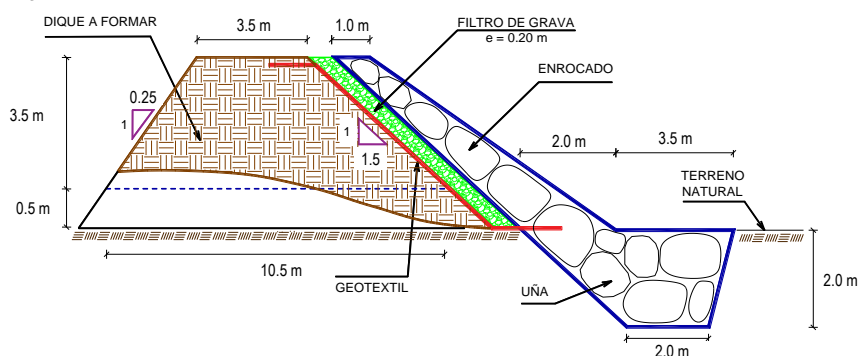 DIQUE A FORMAR
3.5 m
1.0 m
FILTRO DE GRAVA
e = 0.20 m
ENROCADO
3.5 m
0.25
1
1
1.5
2.0 m
3.5 m
TERRENO
NATURAL
0.5 m
10.5 m
GEOTEXTIL
UÑA
2.0 m
2.0 m